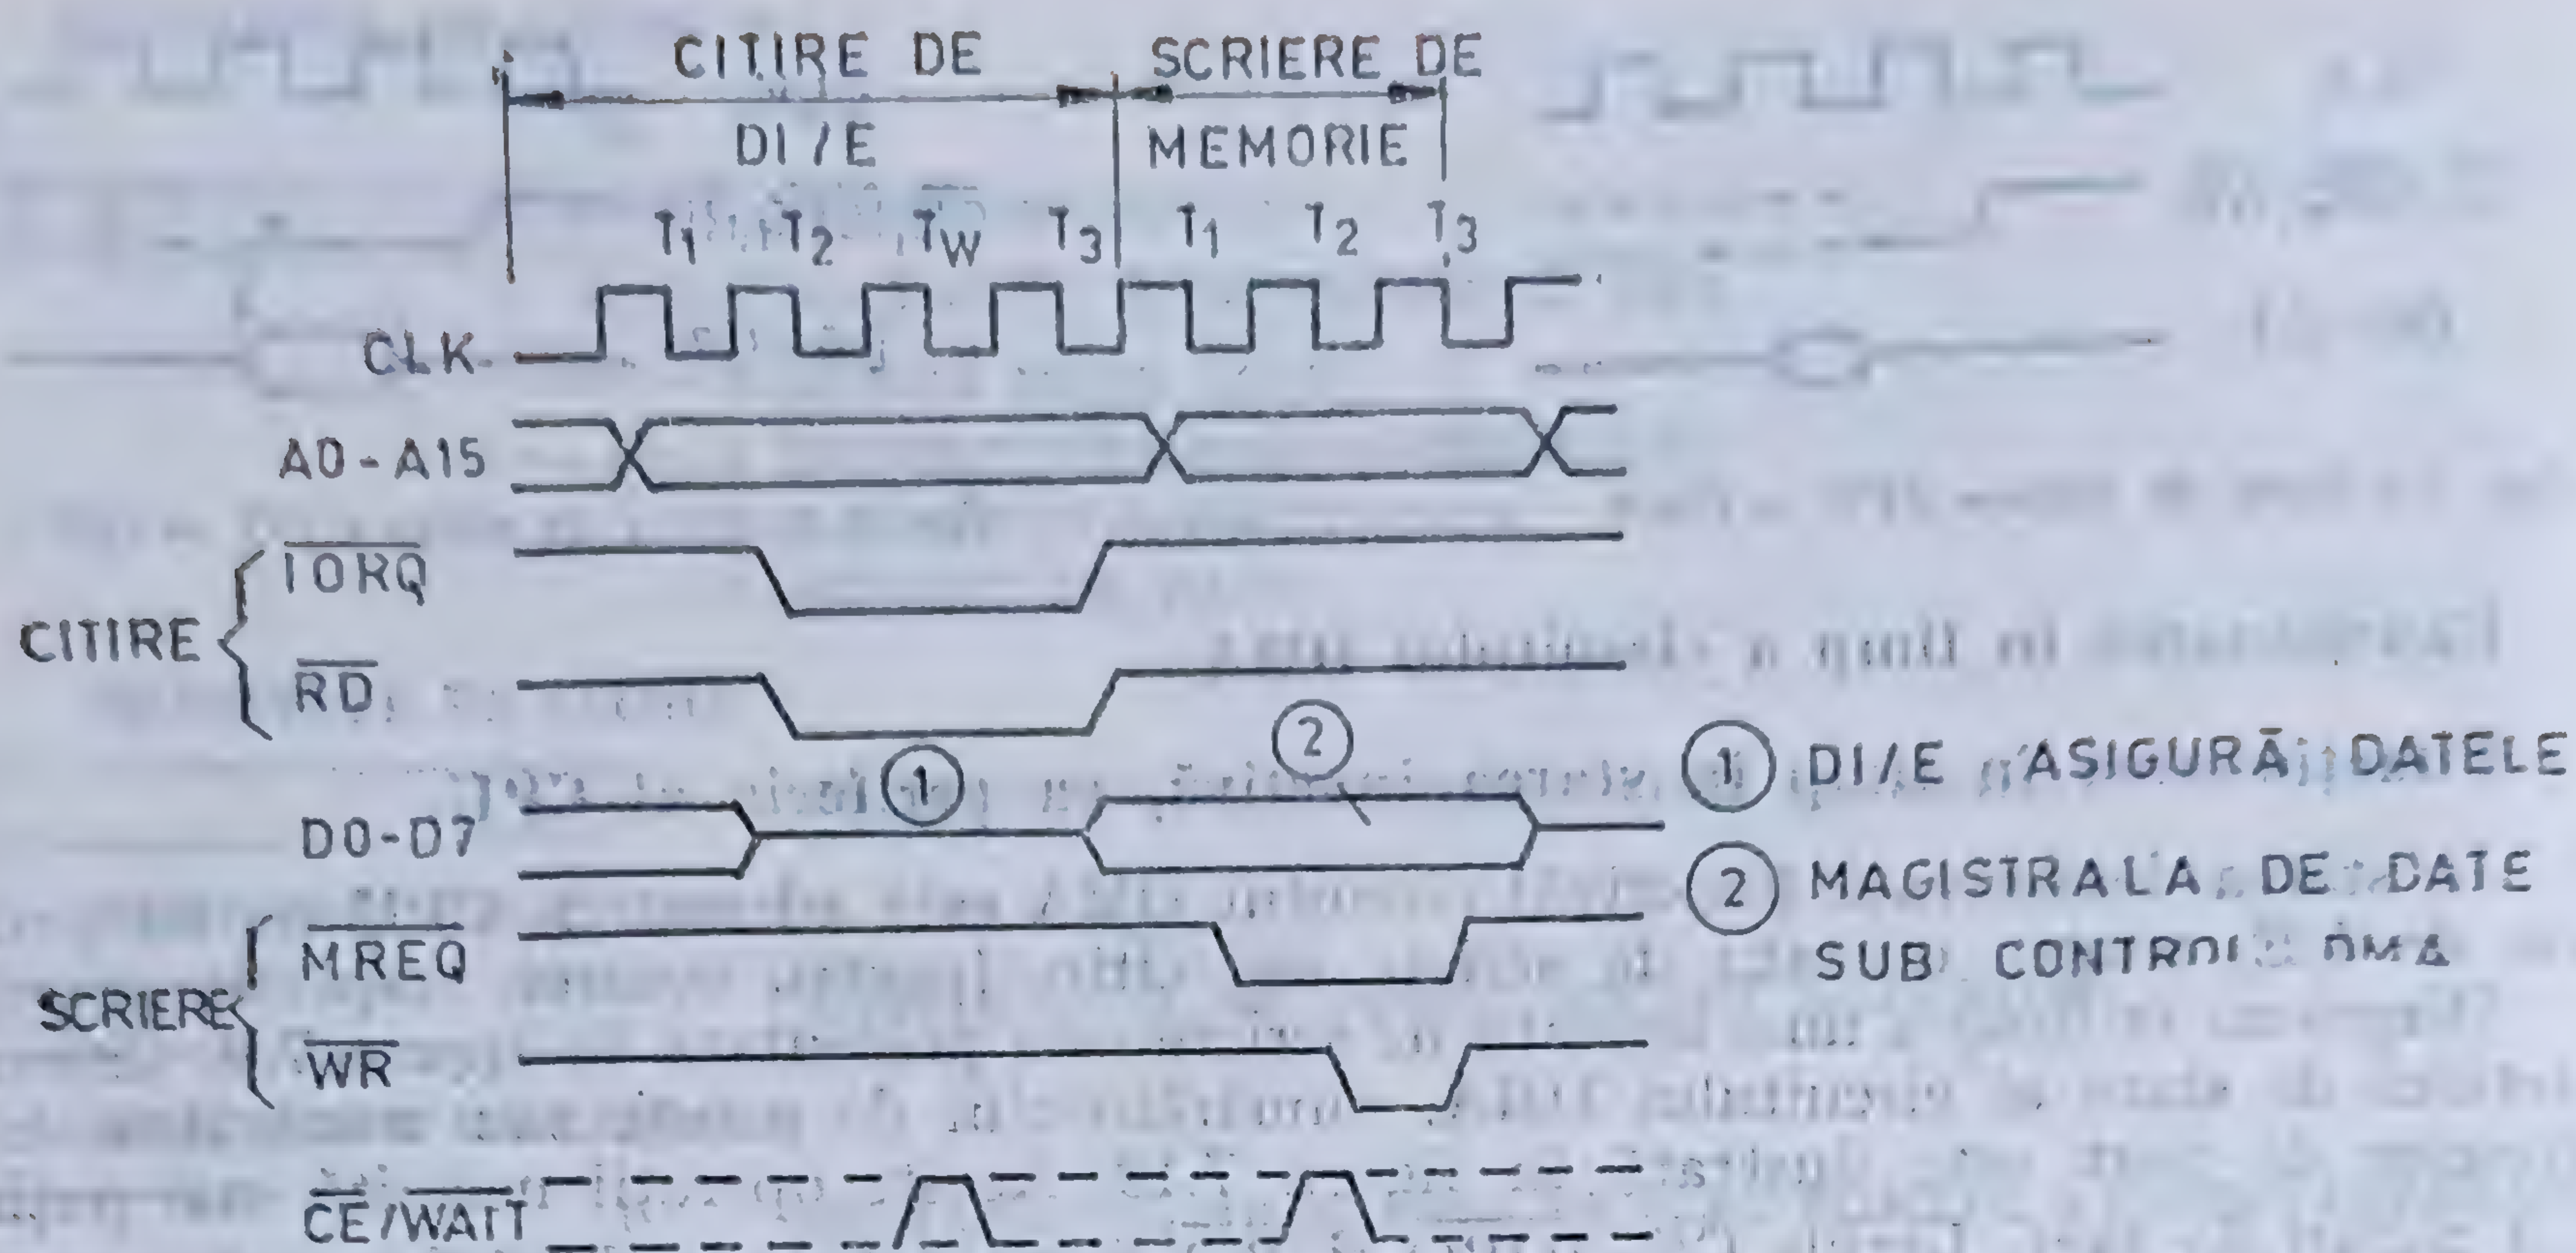 CITIRE DE
DI/E
SCRIERE DE
MEMORIE
T1 T2 TW T3 T1 T2 T3
CLK
A0-A15
CITIRE
IORQ
RD
1
2
D0-D7
SCRIERE
MREQ
WR
CE/WAIT
1 DI/E ASIGURĂ DATELE
2 MAGISTRALA DE DATE
SUB CONTROL DMA